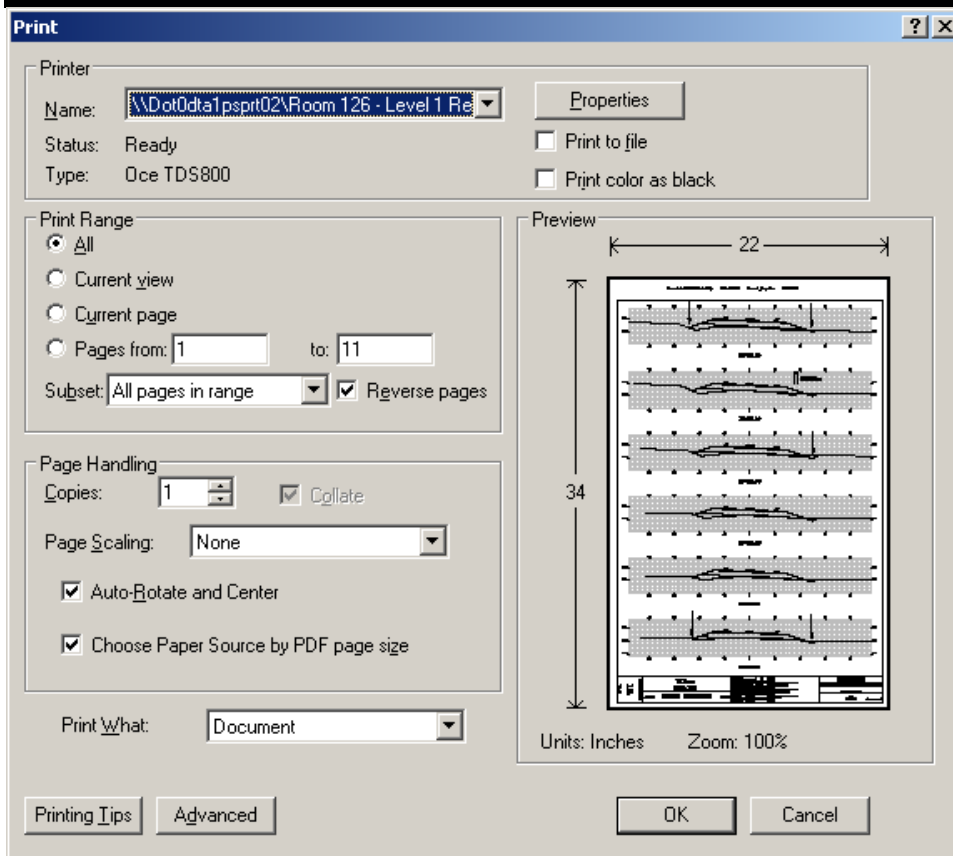 Print
Printer
Name: \\Dot0dta1psprt02\Room 126 - Level 1 Re
Properties
Status: Ready
Print to file
Type: Oce TDS800
Print color as black
Print Range
All
Current view
Current page
Pages from: 1 to: 11
Subset: All pages in range Reverse pages
Page Handling
Copies: 1 Collate
Page Scaling: None
Auto-Rotate and Center
Choose Paper Source by PDF page size
Print What: Document
Preview
22
34
Units: Inches Zoom: 100%
Printing Tips Advanced OK Cancel